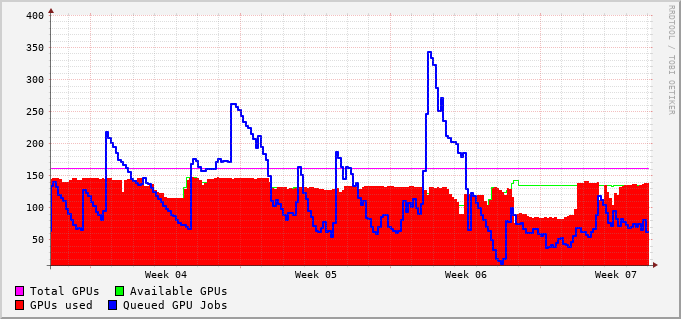 400
350
300
250
200
150
100
50
Week 04 Week 05 Week 06 Week 07
Total GPUs Available GPUs
GPUs used Queued GPU Jobs
RRDTOOL / TOBI OETIKER